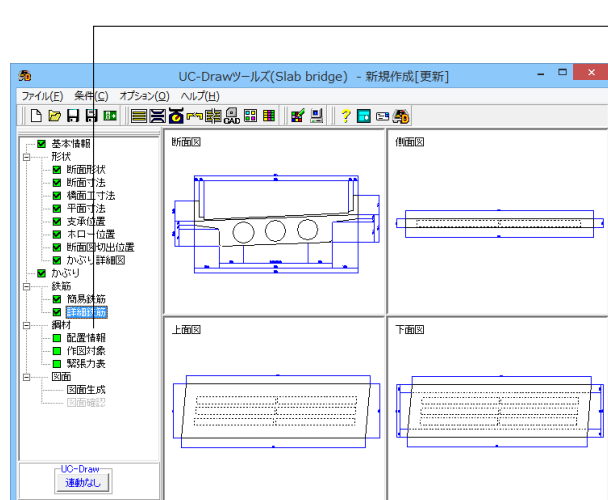 UC-Drawツールズ(Slab bridge) - 新規作成[更新]
ファイル(F) 条件(C) オプション(O) ヘルプ(H)
基本情報
形状
断面形状
断面寸法
橋面工寸法
平面寸法
支承位置
ホロー位置
断面図切出位置
かぶり詳細図
かぶり
鉄筋
簡易鉄筋
詳細鉄筋
鋼材
配置情報
作図対象
緊張力表
図面
図面生成
図面確認
UC-Draw
連動なし
断面図
側面図
上面図
下面図